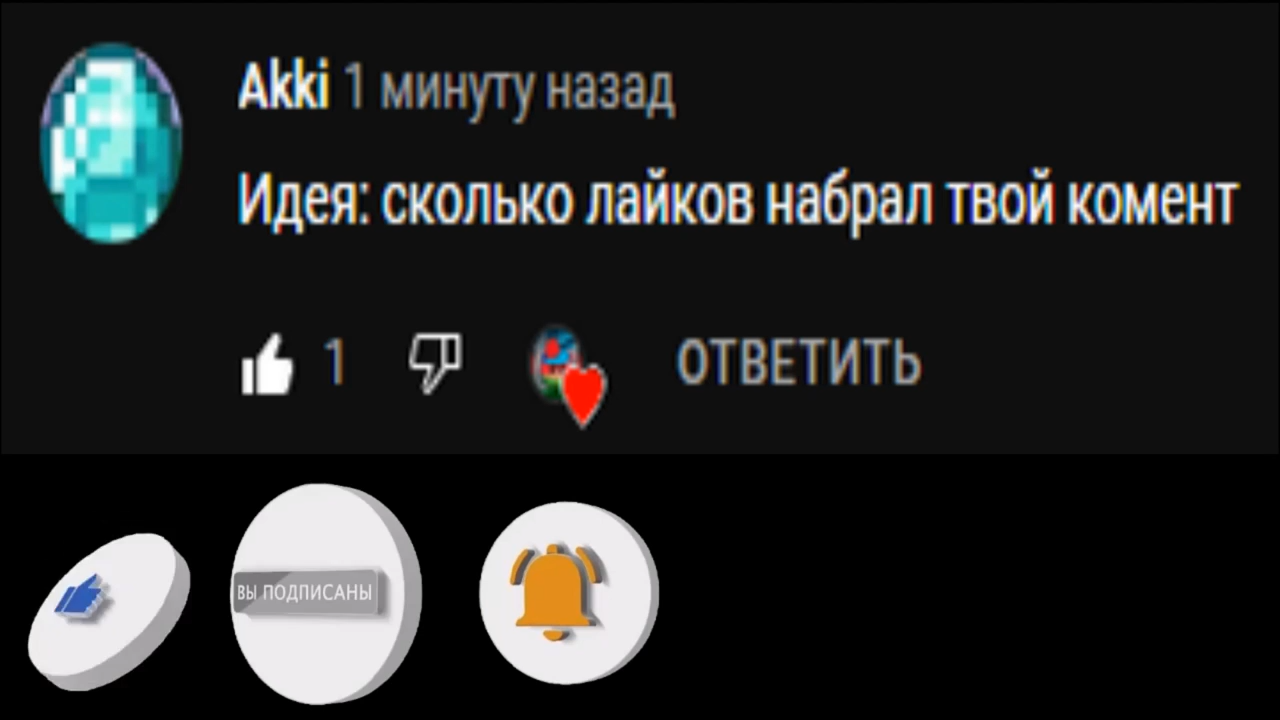 Akki 1 минуту назад
Идея: сколько лайков набрал твой комент
1 ОТВЕТИТЬ
ВЫ ПОДПИСАНЫ